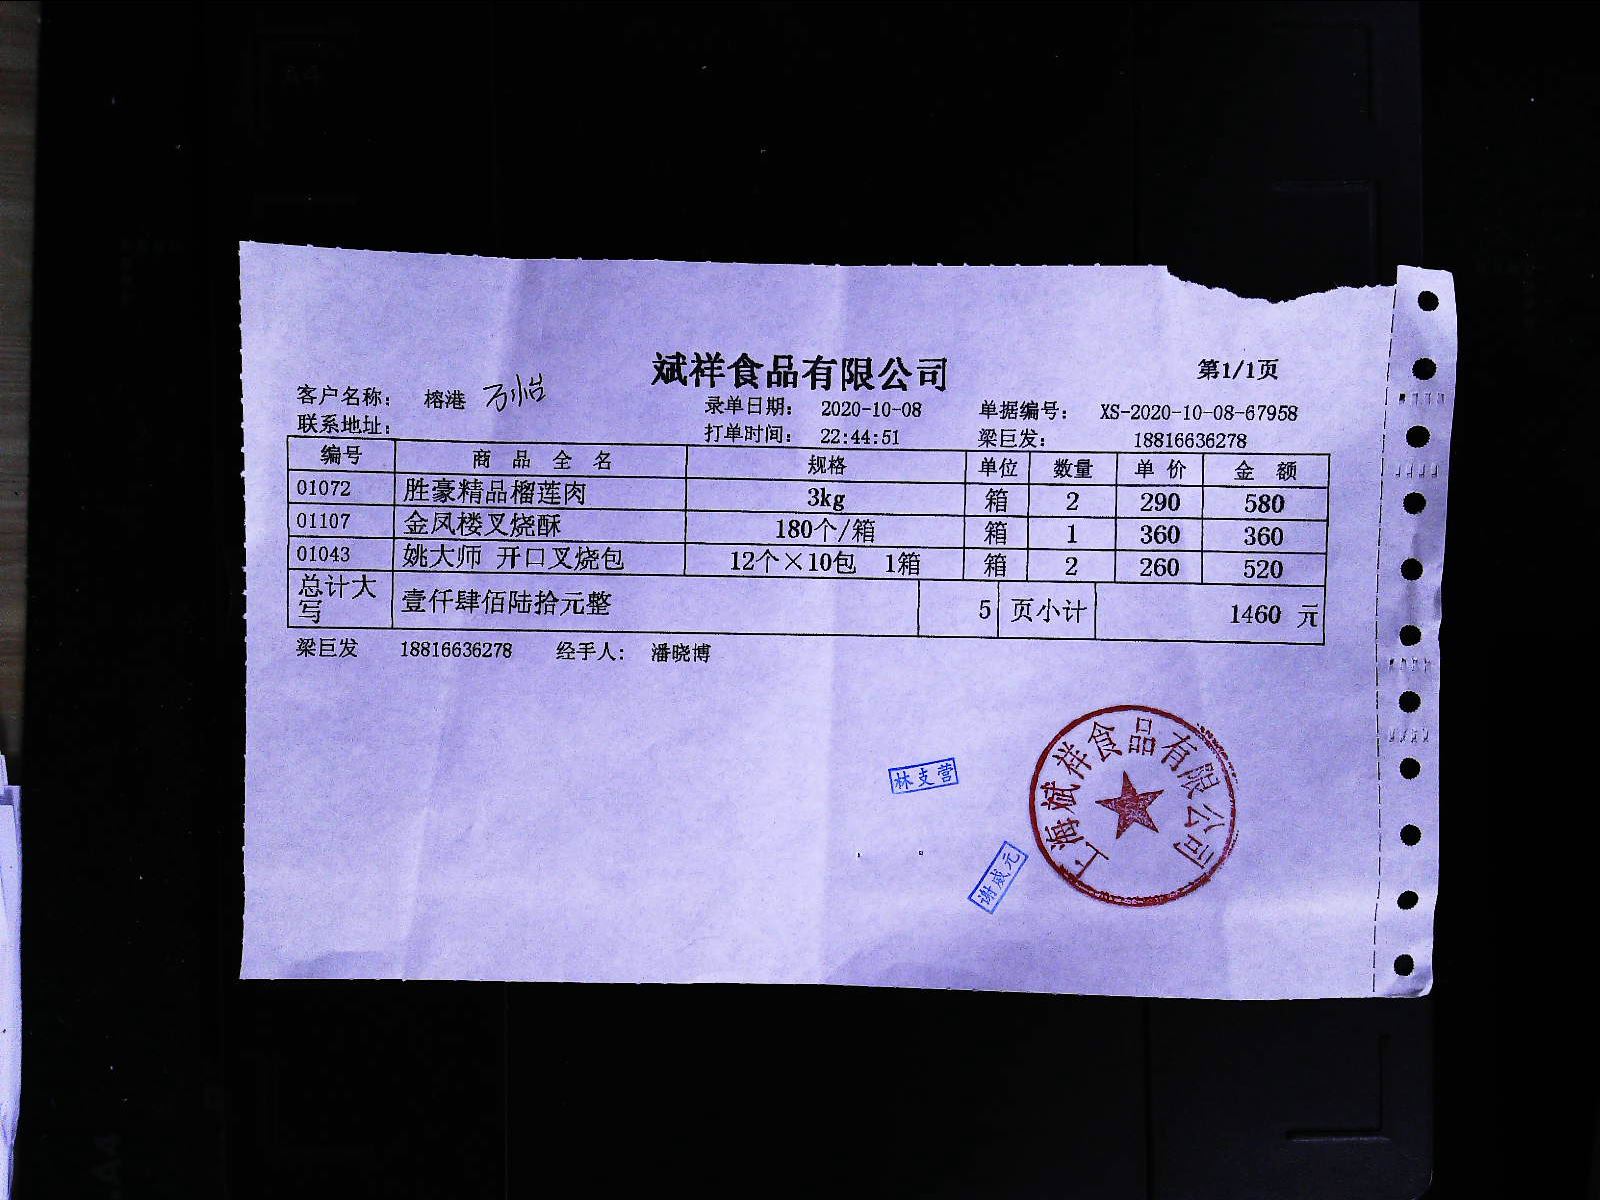 斌祥食品有限公司
第1/1页
客户名称： 榕港 万怡
录单日期： 2020-10-08 单据编号： XS-2020-10-08-67958
联系地址：
打单时间： 22:44:51 梁巨发： 18816636278
编号 商品全名 规格 单位 数量 单价 金额
01072 胜豪精品榴莲肉 3kg 箱 2 290 580
01107 金凤楼叉烧酥 180个/箱 箱 1 360 360
01043 姚大师 开口叉烧包 12个×10包 1箱 箱 2 260 520
总计大写 壹仟肆佰陆拾元整 5 页小计 1460 元
梁巨发 18816636278 经手人： 潘晓博
上海斌祥食品有限公司
林支营
谢威元